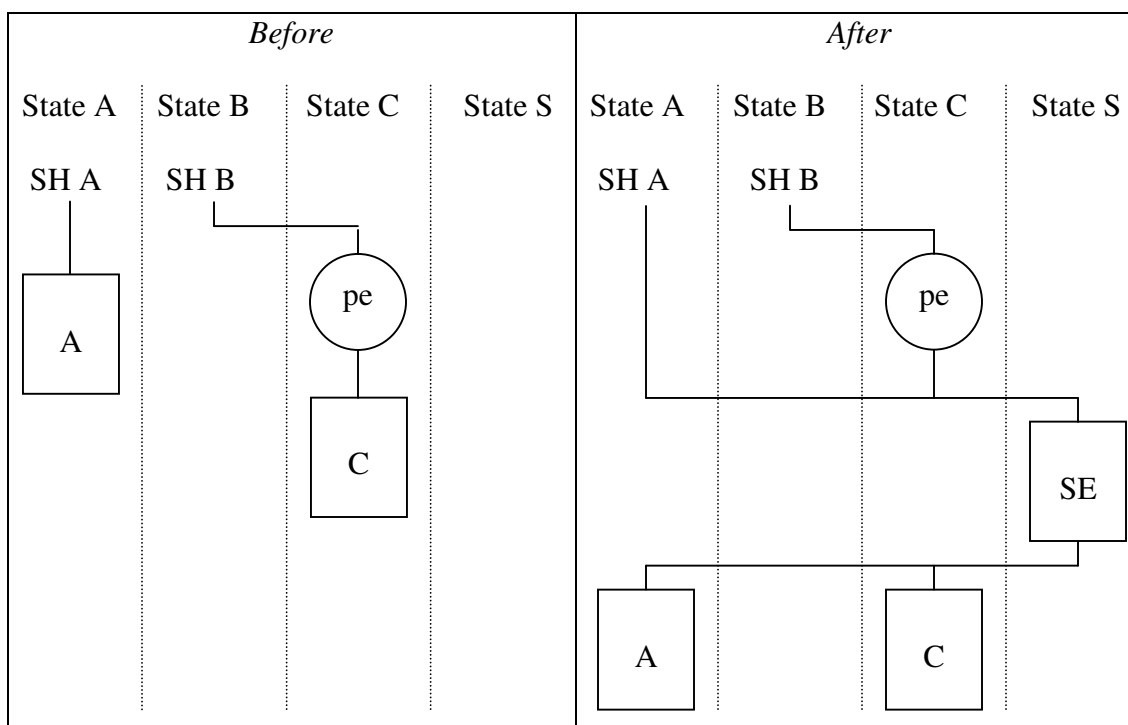 Before
State A State B State C State S
SH A SH B
pe
A
C
After
State A State B State C State S
SH A SH B
pe
SE
A C